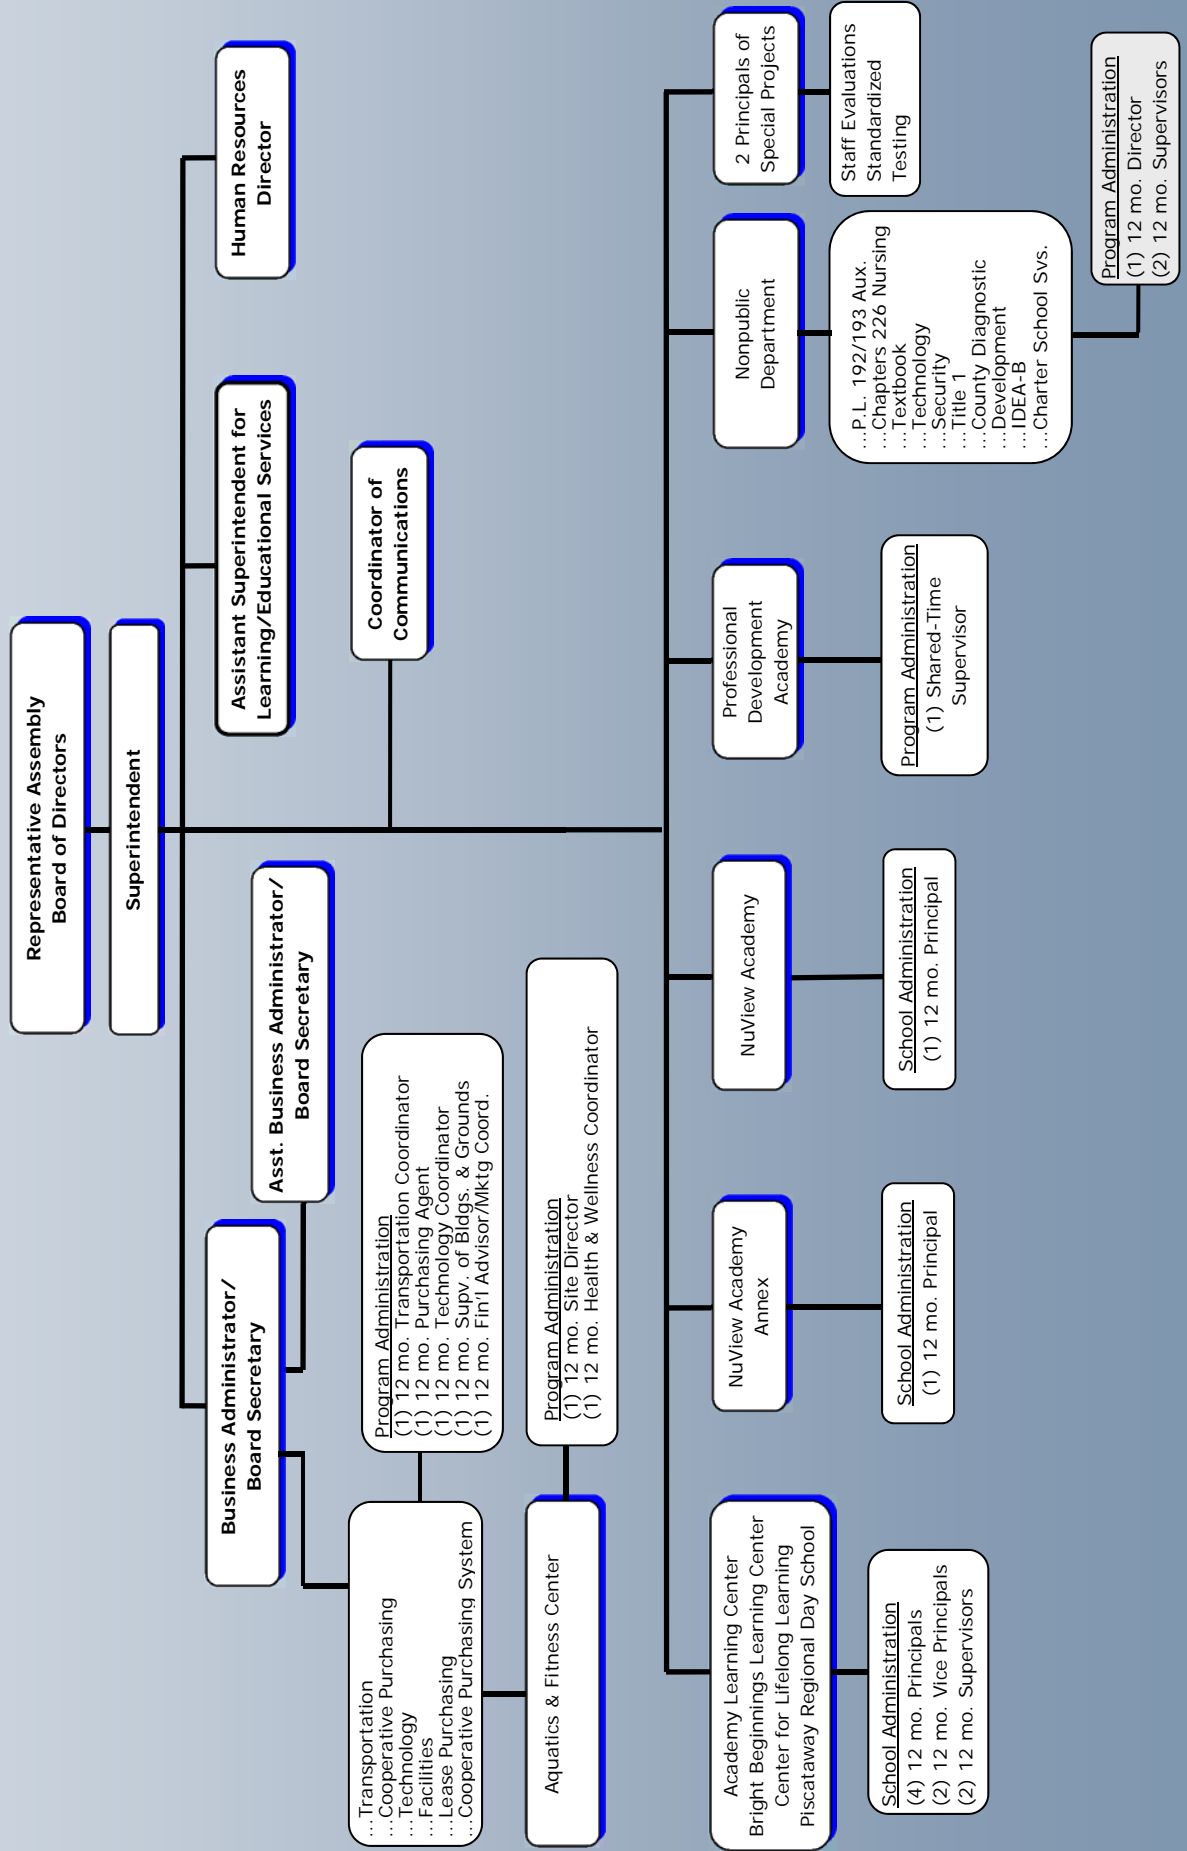 Representative Assembly
Board of Directors
Superintendent
Business Administrator/
Board Secretary
Asst. Business Administrator/
Board Secretary
Assistant Superintendent for
Learning/Educational Services
Human Resources
Director
Coordinator of
Communications
...Transportation
...Cooperative Purchasing
...Technology
...Facilities
...Lease Purchasing
...Cooperative Purchasing System
Program Administration
(1) 12 mo. Transportation Coordinator
(1) 12 mo. Purchasing Agent
(1) 12 mo. Technology Coordinator
(1) 12 mo. Supv. of Bldgs. & Grounds
(1) 12 mo. Fin'l Advisor/Mktg Coord.
Aquatics & Fitness Center
Program Administration
(1) 12 mo. Site Director
(1) 12 mo. Health & Wellness Coordinator
Academy Learning Center
Bright Beginnings Learning Center
Center for Lifelong Learning
Piscataway Regional Day School
School Administration
(4) 12 mo. Principals
(2) 12 mo. Vice Principals
(2) 12 mo. Supervisors
NuView Academy
Annex
School Administration
(1) 12 mo. Principal
NuView Academy
School Administration
(1) 12 mo. Principal
Professional
Development
Academy
Program Administration
(1) Shared-Time
Supervisor
Nonpublic
Department
...P.L. 192/193 Aux.
...Chapters 226 Nursing
...Textbook
...Technology
...Security
...Title 1
...County Diagnostic
...Development
...IDEA-B
...Charter School Svs.
Program Administration
(1) 12 mo. Director
(2) 12 mo. Supervisors
2 Principals of
Special Projects
Staff Evaluations
Standardized
Testing